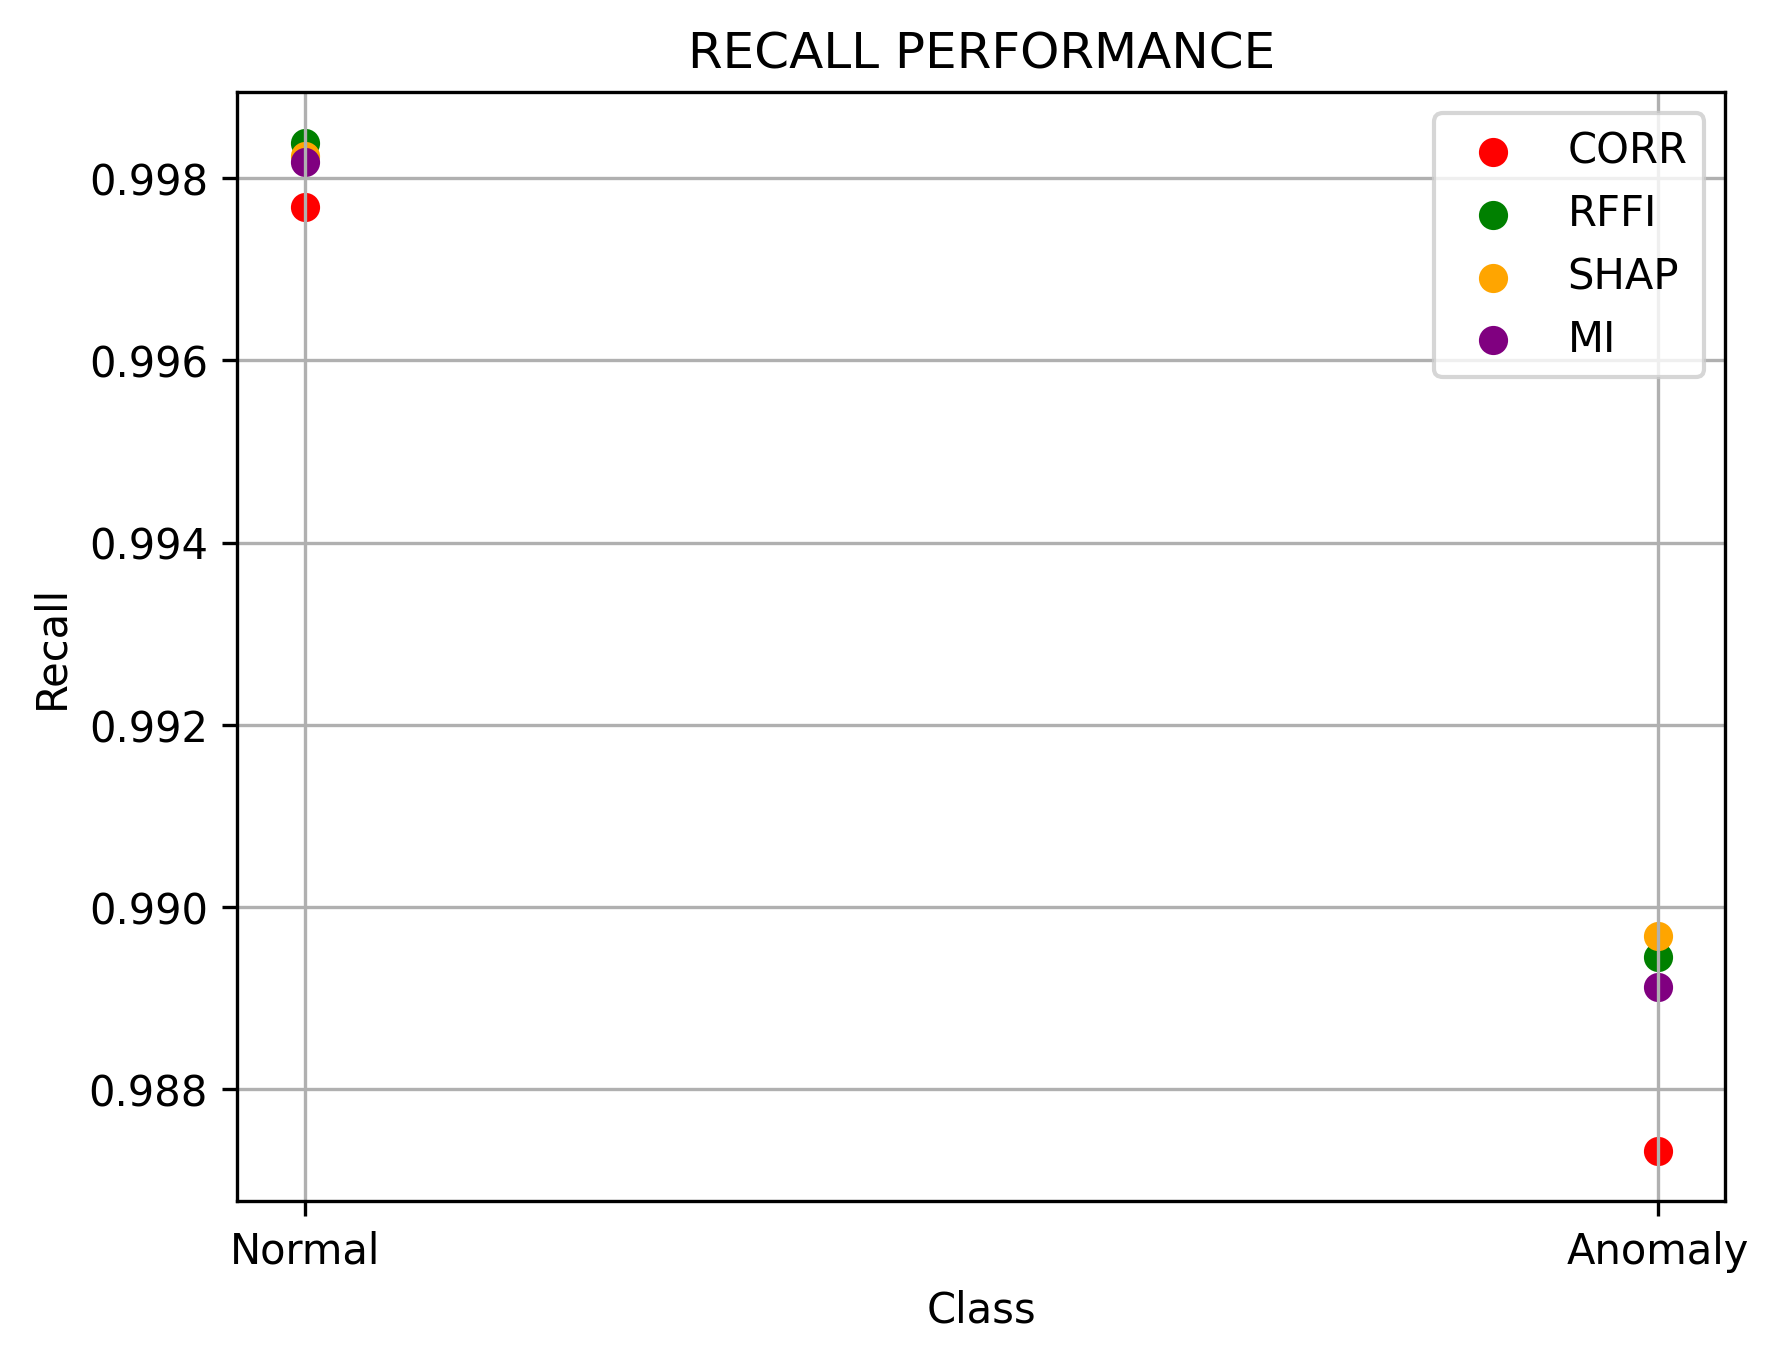 RECALL PERFORMANCE
CORR
RFFI
SHAP
MI
0.998
0.996
0.994
0.992
0.990
0.988
Recall
Normal
Anomaly
Class